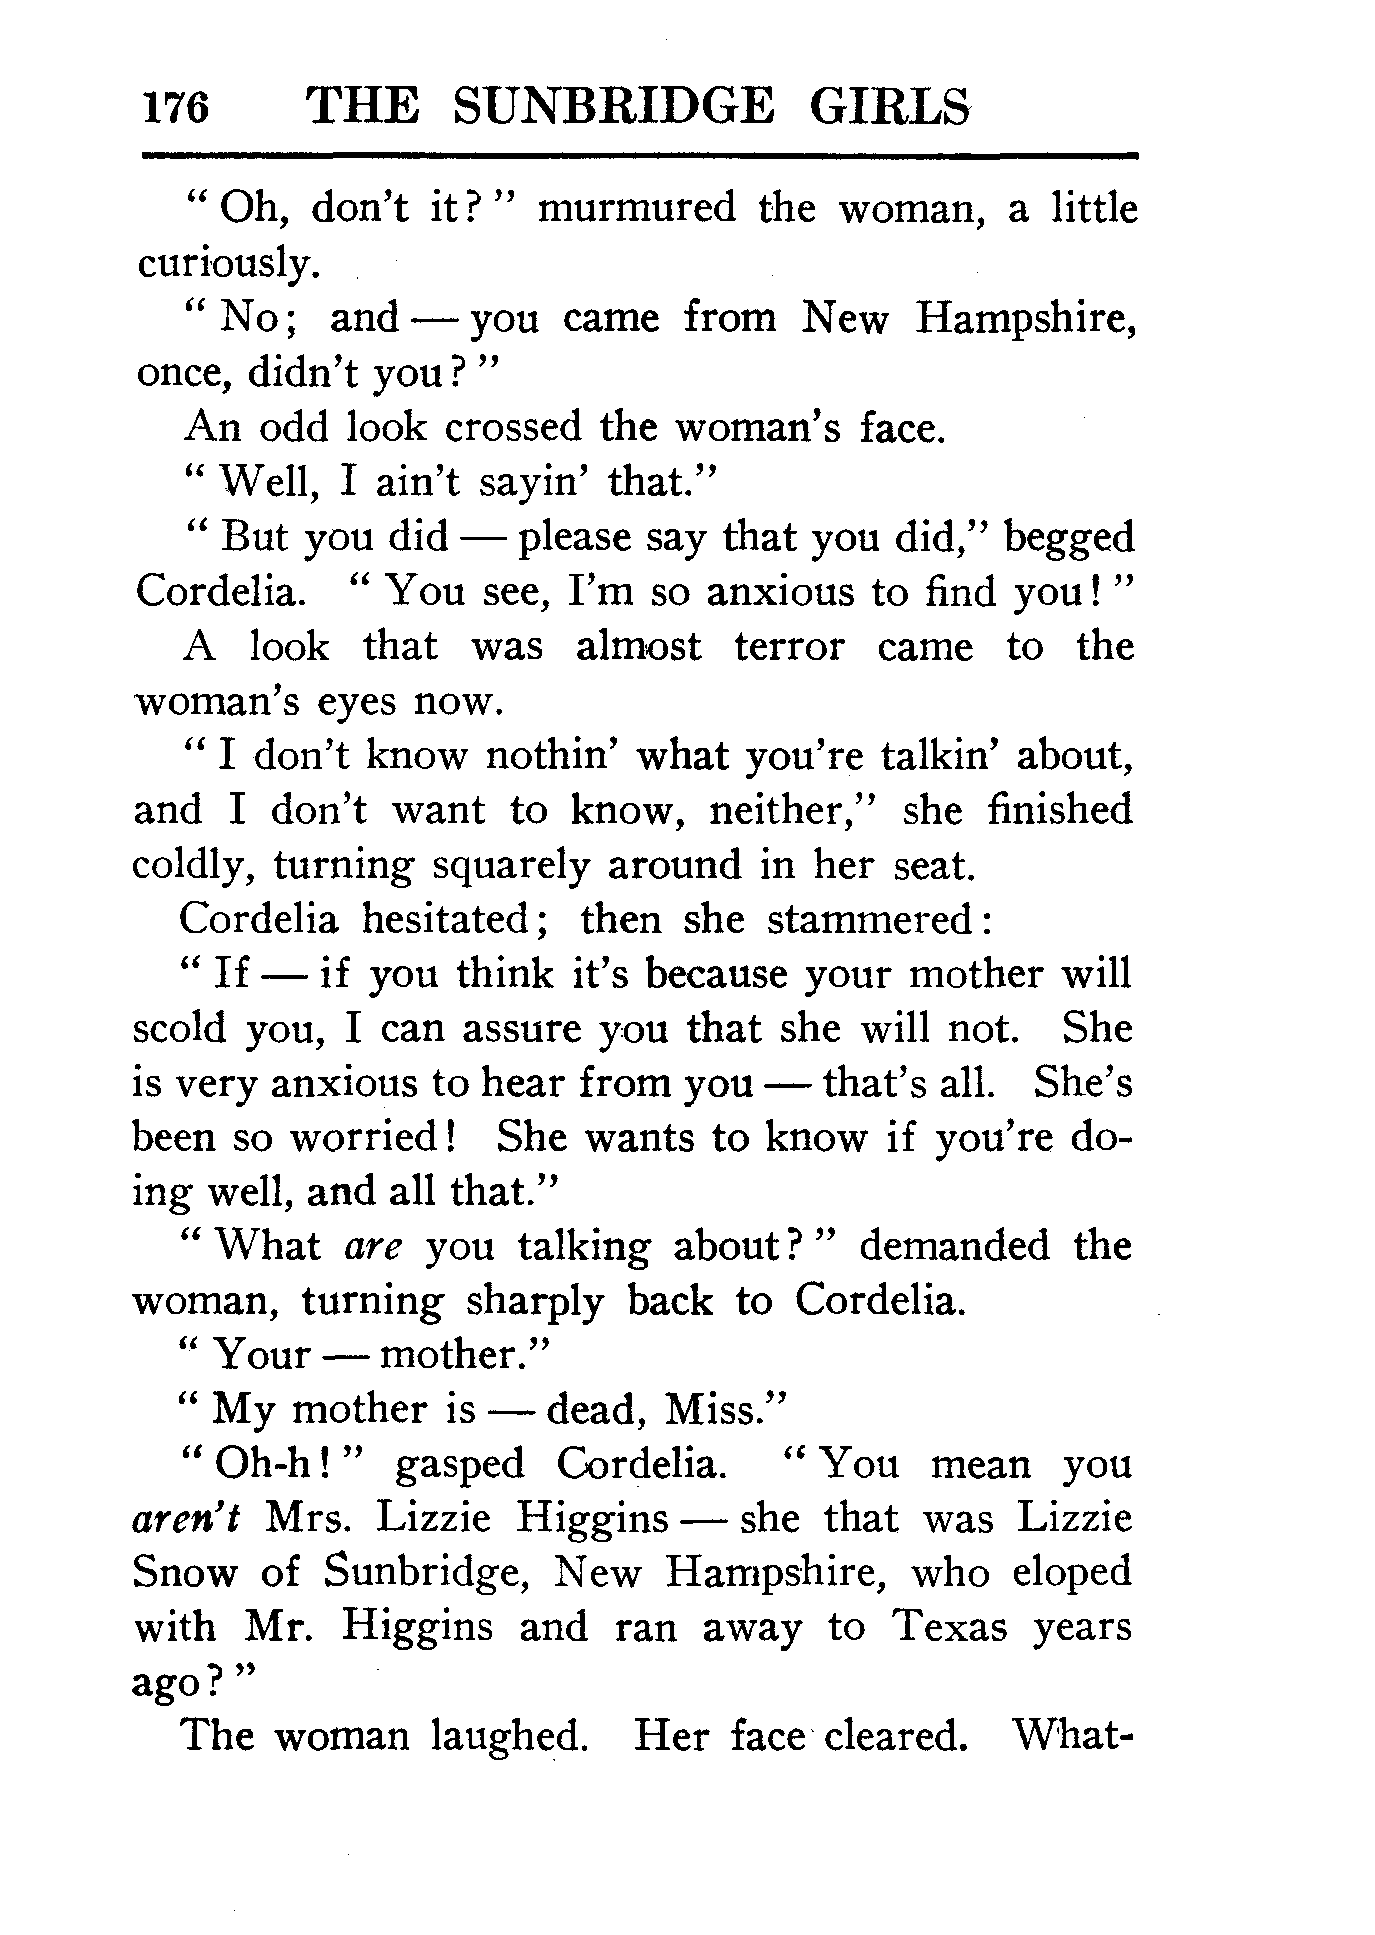 176 THE SUNBRIDGE GIRLS
“ Oh, don't it? ” murmured the woman, a little
curiously.
“ No; and — you came from New Hampshire,
once, didn't you? ”
An odd look crossed the woman's face.
“ Well, I ain't sayin' that.”
“ But you did — please say that you did,” begged
Cordelia. “ You see, I'm so anxious to find you! ”
A look that was almost terror came to the
woman's eyes now.
“ I don't know nothin' what you're talkin' about,
and I don't want to know, neither,” she finished
coldly, turning squarely around in her seat.
Cordelia hesitated; then she stammered:
“ If — if you think it's because your mother will
scold you, I can assure you that she will not. She
is very anxious to hear from you — that's all. She's
been so worried! She wants to know if you're do-
ing well, and all that.”
“ What are you talking about? ” demanded the
woman, turning sharply back to Cordelia.
“ Your — mother.”
“ My mother is — dead, Miss.”
“ Oh-h! ” gasped Cordelia. “ You mean you
aren't Mrs. Lizzie Higgins — she that was Lizzie
Snow of Sunbridge, New Hampshire, who eloped
with Mr. Higgins and ran away to Texas years
ago? ”
The woman laughed. Her face cleared. What-